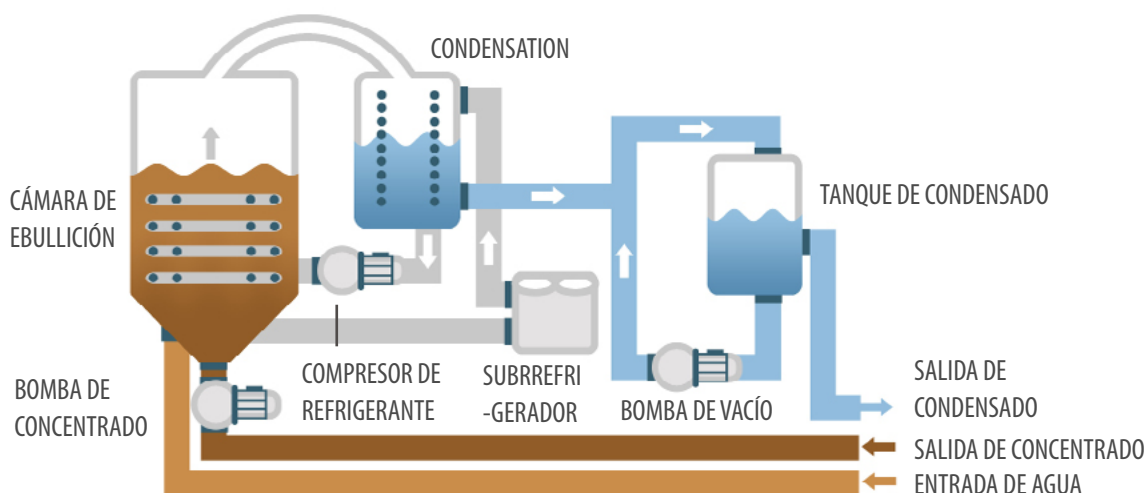 CONDENSATION
CÁMARA DE
EBULLICIÓN
TANQUE DE CONDENSADO
BOMBA DE
CONCENTRADO
COMPRESOR DE
REFRIGERANTE
SUBRREFRI
-GERADOR
BOMBA DE VACÍO
SALIDA DE
CONDENSADO
SALIDA DE CONCENTRADO
ENTRADA DE AGUA